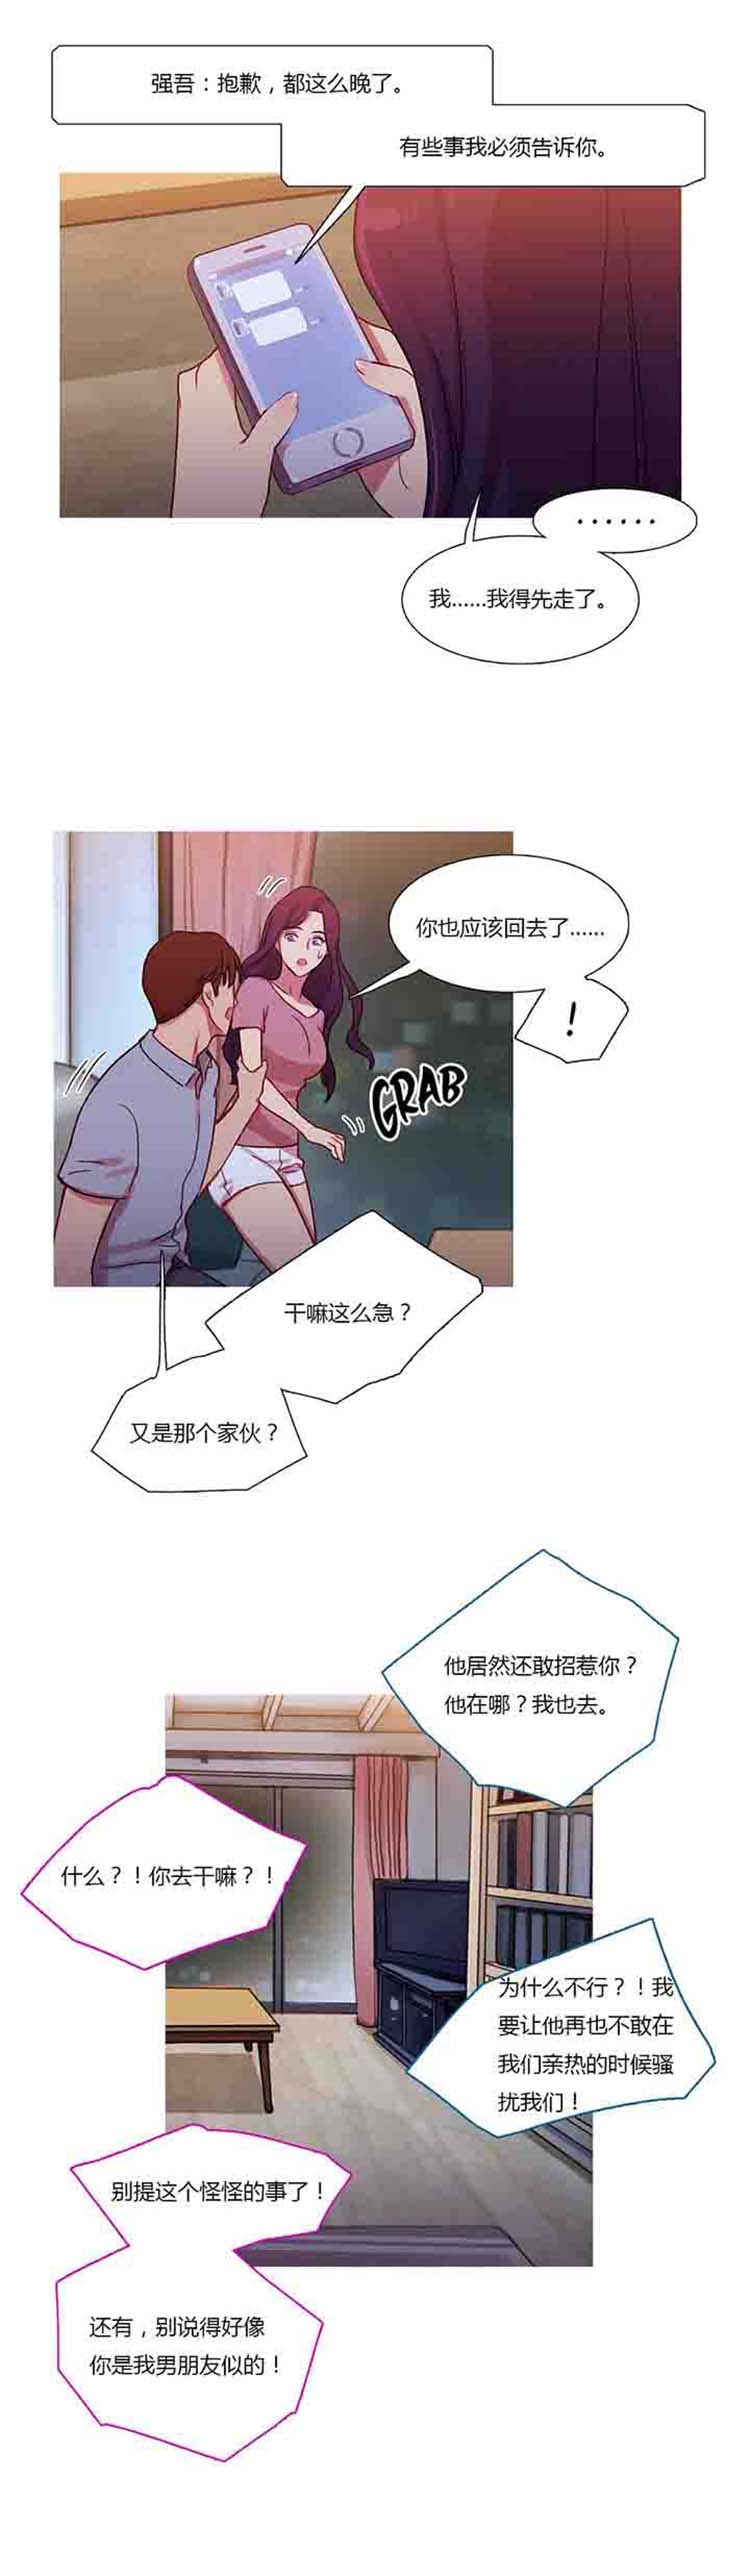 强吾：抱歉，都这么晚了。
有些事我必须告诉你。
······
我……我得先走了。
你也应该回去了……
！
GRAB
干嘛这么急？
又是那个家伙？
他居然还敢招惹你？
他在哪？我也去。
什么？！你去干嘛？！
为什么不行？！我
要让他再也不敢在
我们亲热的时候骚
扰我们！
别提这个怪怪的事了！
还有，别说得好像
你是我男朋友似的！